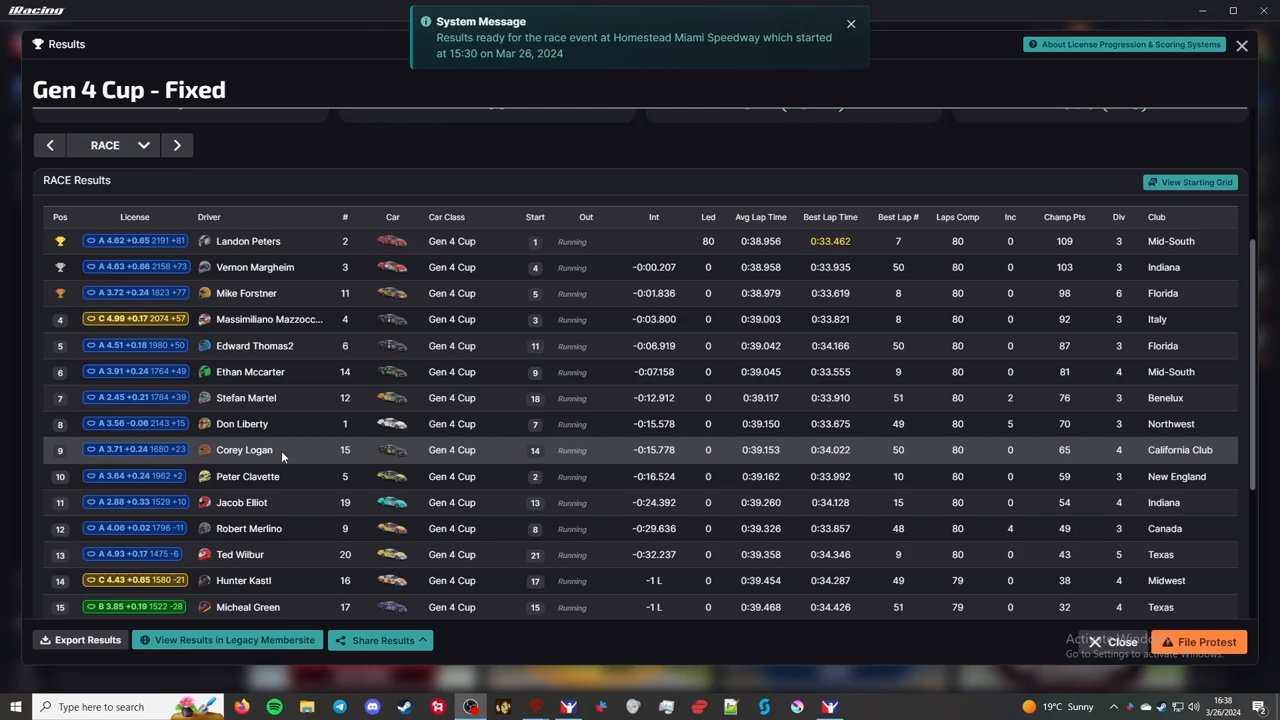 iRacing
System Message
Results ready for the race event at Homestead Miami Speedway which started
at 15:30 on Mar 26, 2024
Results
About License Progression & Scoring Systems
Gen 4 Cup - Fixed
RACE
RACE Results
View Starting Grid
Pos License Driver # Car Car Class Start Out Int Led Avg Lap Time Best Lap Time Best Lap # Laps Comp Inc Champ Pts Div Club
A 4.62 +0.65 2191 +81 Landon Peters 2 Gen 4 Cup 1 Running 80 0:38.956 0:33.462 7 80 0 109 3 Mid-South
A 4.63 +0.66 2158 +73 Vernon Margheim 3 Gen 4 Cup 4 Running -0:00.207 0 0:38.958 0:33.935 50 80 0 103 3 Indiana
A 3.72 +0.24 1823 +77 Mike Forstner 11 Gen 4 Cup 5 Running -0:01.836 0 0:38.979 0:33.619 8 80 0 98 6 Florida
4 C 4.99 +0.17 2074 +57 Massimiliano Mazzocc... 4 Gen 4 Cup 3 Running -0:03.800 0 0:39.003 0:33.821 8 80 0 92 3 Italy
5 A 4.51 +0.18 1980 +50 Edward Thomas2 6 Gen 4 Cup 11 Running -0:06.919 0 0:39.042 0:34.166 50 80 0 87 3 Florida
6 A 3.91 +0.24 1764 +49 Ethan Mccarter 14 Gen 4 Cup 9 Running -0:07.158 0 0:39.045 0:33.555 9 80 0 81 4 Mid-South
7 A 2.45 +0.21 1784 +39 Stefan Martel 12 Gen 4 Cup 18 Running -0:12.912 0 0:39.117 0:33.910 51 80 2 76 3 Benelux
8 A 3.56 -0.06 2143 +15 Don Liberty 1 Gen 4 Cup 7 Running -0:15.578 0 0:39.150 0:33.675 49 80 5 70 3 Northwest
9 A 3.71 +0.24 1680 +23 Corey Logan 15 Gen 4 Cup 14 Running -0:15.778 0 0:39.153 0:34.022 8 80 0 65 4 California Club
10 A 3.64 +0.24 1962 +2 Peter Clavette 5 Gen 4 Cup 2 Running -0:16.524 0 0:39.162 0:33.992 10 80 0 59 3 New England
11 A 2.88 +0.33 1529 +10 Jacob Elliot 19 Gen 4 Cup 13 Running -0:24.392 0 0:39.260 0:34.128 15 80 0 54 4 Indiana
12 A 4.06 +0.02 1796 -11 Robert Merlino 9 Gen 4 Cup 8 Running -0:29.636 0 0:39.326 0:33.857 48 80 4 49 3 Canada
13 A 4.93 +0.17 1475 -6 Ted Wilbur 20 Gen 4 Cup 21 Running -0:32.237 0 0:39.358 0:34.346 9 80 0 43 5 Texas
14 C 4.43 +0.65 1580 -21 Hunter Kastl 16 Gen 4 Cup 17 Running -1 L 0 0:39.454 0:34.287 49 79 0 38 4 Midwest
15 B 3.85 +0.19 1522 -28 Micheal Green 17 Gen 4 Cup 15 Running -1 L 0 0:39.468 0:34.426 51 79 0 32 4 Texas
Export Results View Results in Legacy Membersite Share Results Close File Protest
Activate Windo
Go to Settings to activate Windows.
Type here to search 19°C Sunny 16:38
3/26/2024